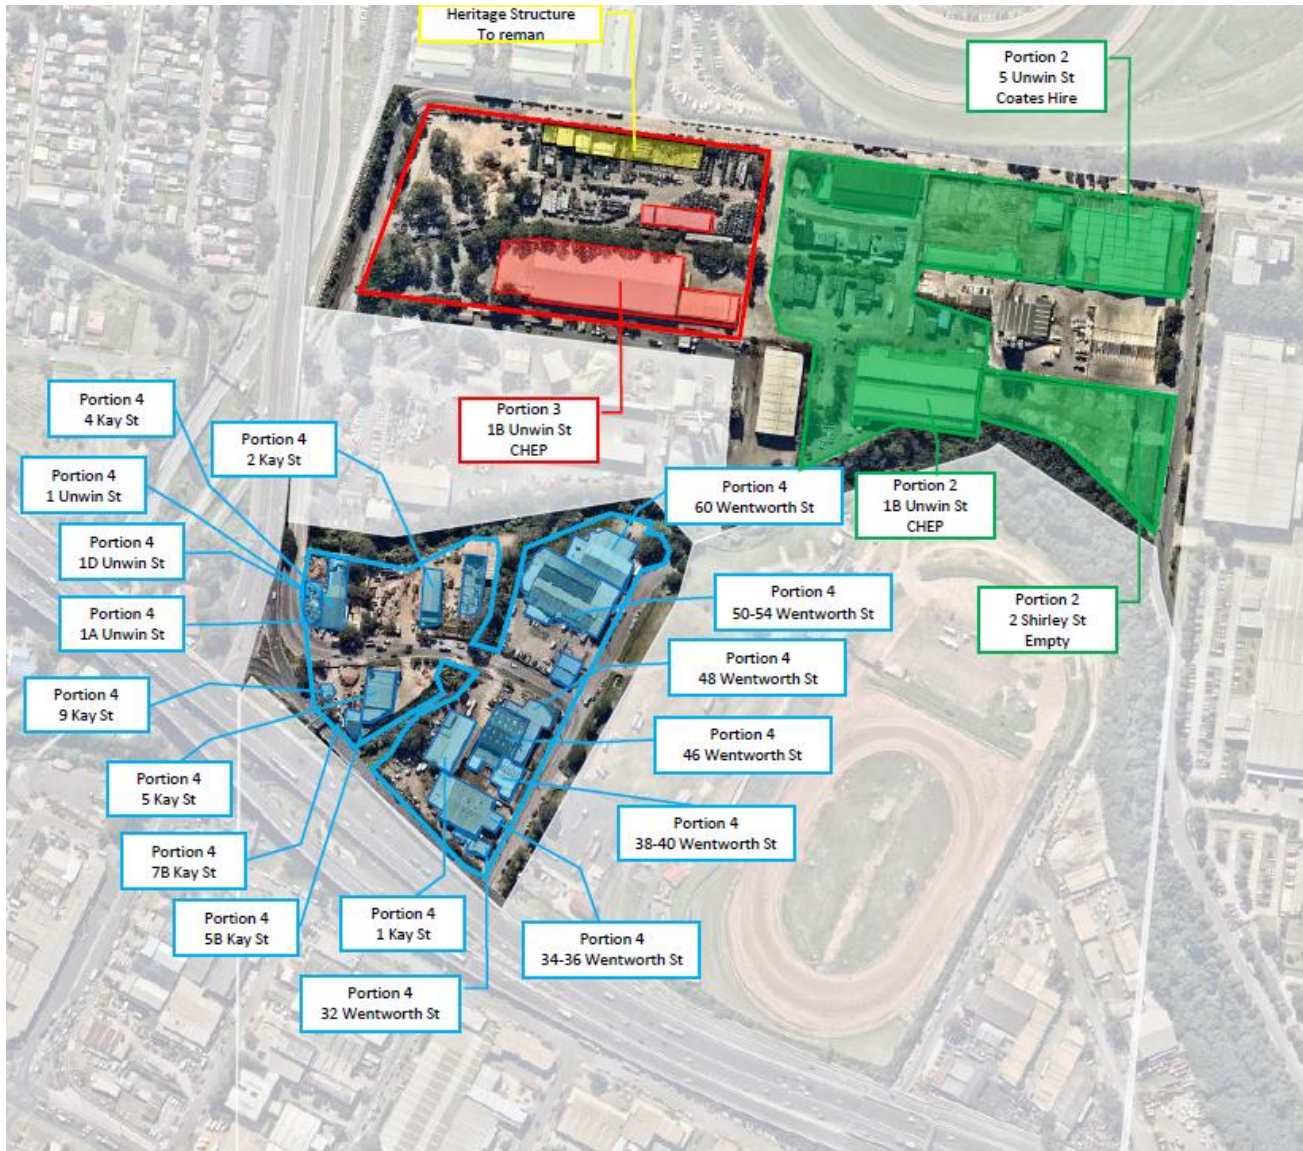 Heritage Structure
To reman
Portion 2
5 Unwin St
Coates Hire
Portion 4
4 Kay St
Portion 4
2 Kay St
Portion 3
1B Unwin St
CHEP
Portion 4
1 Unwin St
Portion 4
60 Wentworth St
Portion 2
1B Unwin St
CHEP
Portion 4
1D Unwin St
Portion 4
50-54 Wentworth St
Portion 2
2 Shirley St
Empty
Portion 4
1A Unwin St
Portion 4
48 Wentworth St
Portion 4
9 Kay St
Portion 4
46 Wentworth St
Portion 4
5 Kay St
Portion 4
38-40 Wentworth St
Portion 4
7B Kay St
Portion 4
5B Kay St
Portion 4
1 Kay St
Portion 4
34-36 Wentworth St
Portion 4
32 Wentworth St